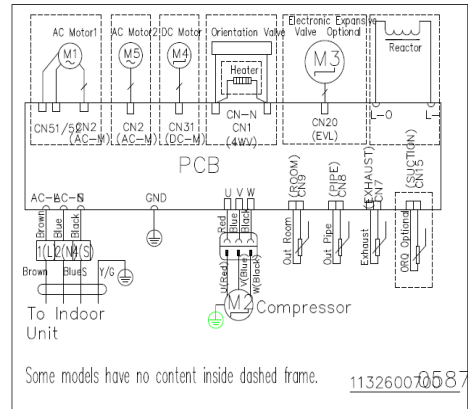 AC Motor1
AC Motor2
DC Motor
Orientation Valve
Electronic Expansive
Valve Optional
Reactor
M1
M5
M4
Heater
M3
CN51/52
CN2
(AC-M)
CN2
(AC-M)
CN31
(DC-M)
CN-N
CN1
(4WV)
CN20
(EVL)
L-O
L-
PCB
(ROOM)
CN9
(PIPE)
CN8
(EXHAUST)
CN7
(SUCTION)
CN15
AC-L
AC-N
S
GND
U V W
Brown
Blue
Black
Red
Blue
Black
Out Room
Out Pipe
Exhaust
ORQ Optional
1(L)
2(N)
4(S)
Brown
Blue
S
Y/G
U(Red)
V(Blue)
W(Black)
To Indoor
Unit
M2
Compressor
Some models have no content inside dashed frame.